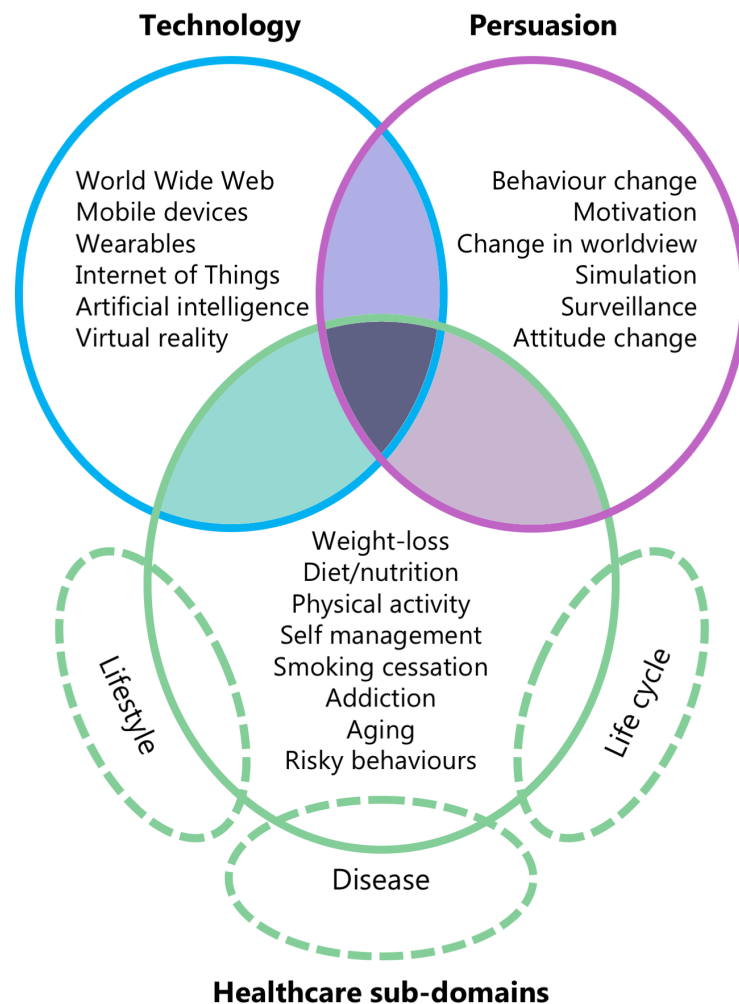 Technology
Persuasion
World Wide Web
Mobile devices
Wearables
Internet of Things
Artificial intelligence
Virtual reality
Behaviour change
Motivation
Change in worldview
Simulation
Surveillance
Attitude change
Weight-loss
Diet/nutrition
Physical activity
Self management
Smoking cessation
Addiction
Aging
Risky behaviours
Lifestyle
Life cycle
Disease
Healthcare sub-domains